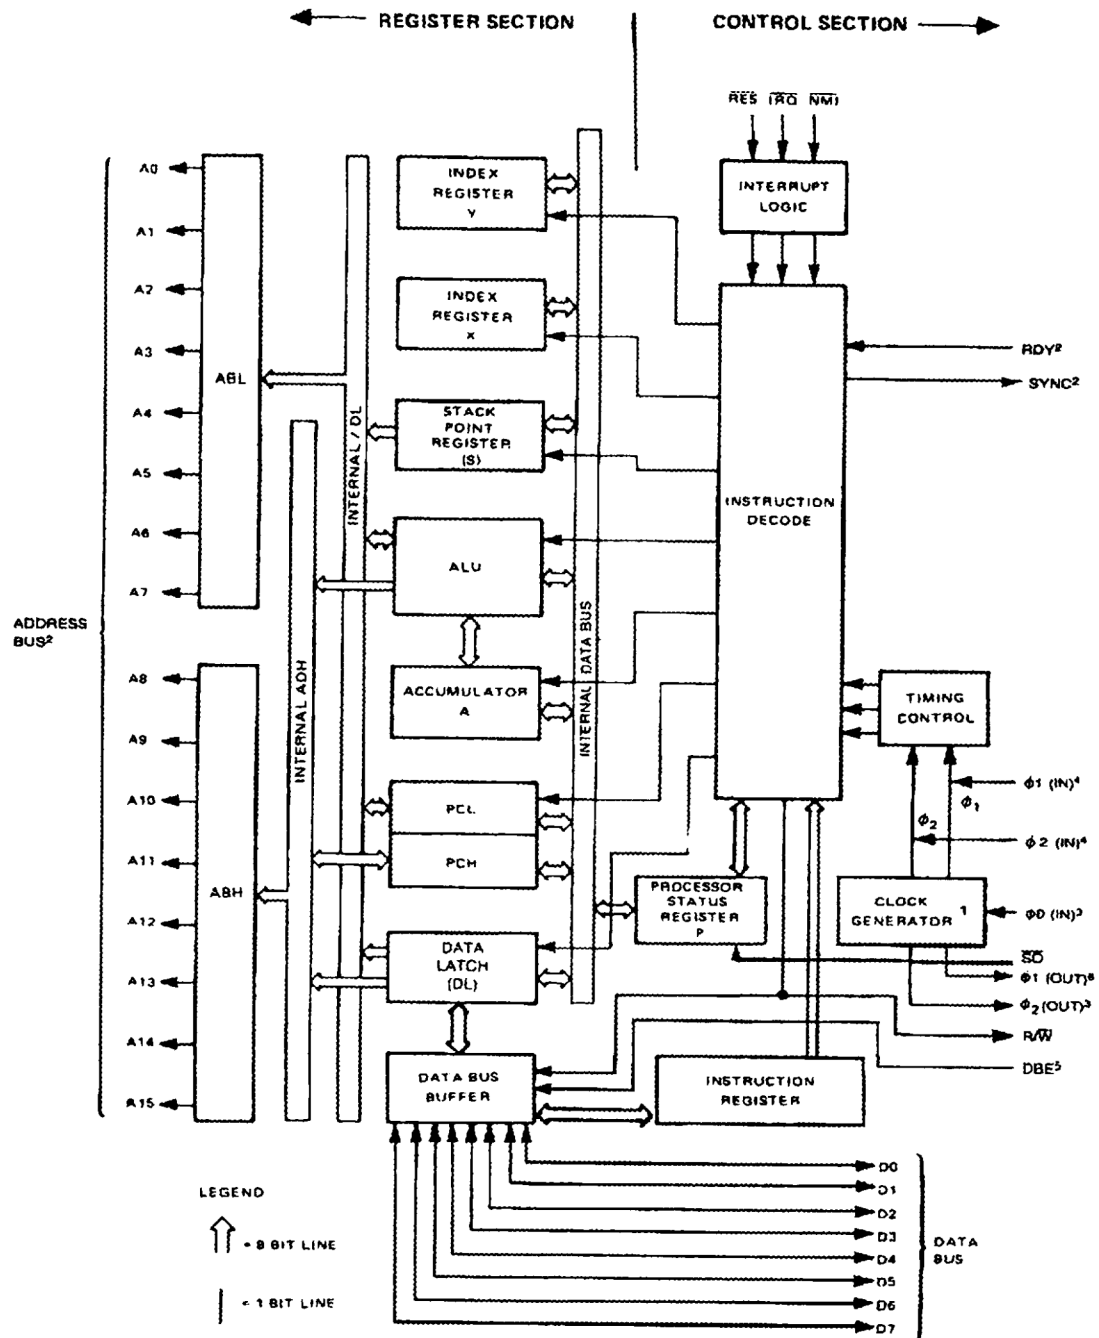 REGISTER SECTION
CONTROL SECTION
RES IRQ NMI
INTERRUPT
LOGIC
A0
A1
A2
A3
A4
A5
A6
A7
ABL
INTERNAL / DL
INDEX
REGISTER
Y
INDEX
REGISTER
X
STACK
POINT
REGISTER
(S)
ALU
ACCUMULATOR
A
INTERNAL DATA BUS
INSTRUCTION
DECODE
RDY²
SYNC²
ADDRESS
BUS²
A8
A9
A10
A11
A12
A13
A14
A15
ABH
INTERNAL ADH
PCL
PCH
DATA
LATCH
(DL)
DATA BUS
BUFFER
PROCESSOR
STATUS
REGISTER
P
INSTRUCTION
REGISTER
TIMING
CONTROL
ϕ1
ϕ2
ϕ1 (IN)⁴
ϕ2 (IN)⁴
CLOCK
GENERATOR 1
ϕ0 (IN)³
SO
ϕ1 (OUT)⁶
ϕ2 (OUT)³
R/W
DBE⁵
D0
D1
D2
D3
D4
D5
D6
D7
DATA
BUS
LEGEND
= 8 BIT LINE
= 1 BIT LINE